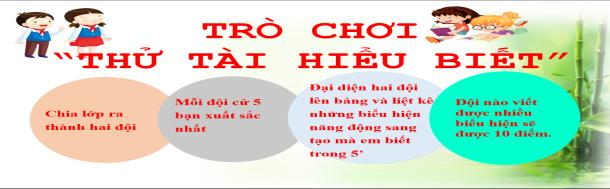 TRÒ CHƠI
“THỬ TÀI HIỂU BIẾT”
Chia lớp ra
thành hai đội
Mỗi đội cử 5
bạn xuất sắc
nhất
Đại diện hai đội
lên bảng và liệt kê
những biểu hiện
năng động sang
tạo mà em biết
trong 5’
Đội nào viết
được nhiều
biểu hiện sẽ
được 10 điểm.